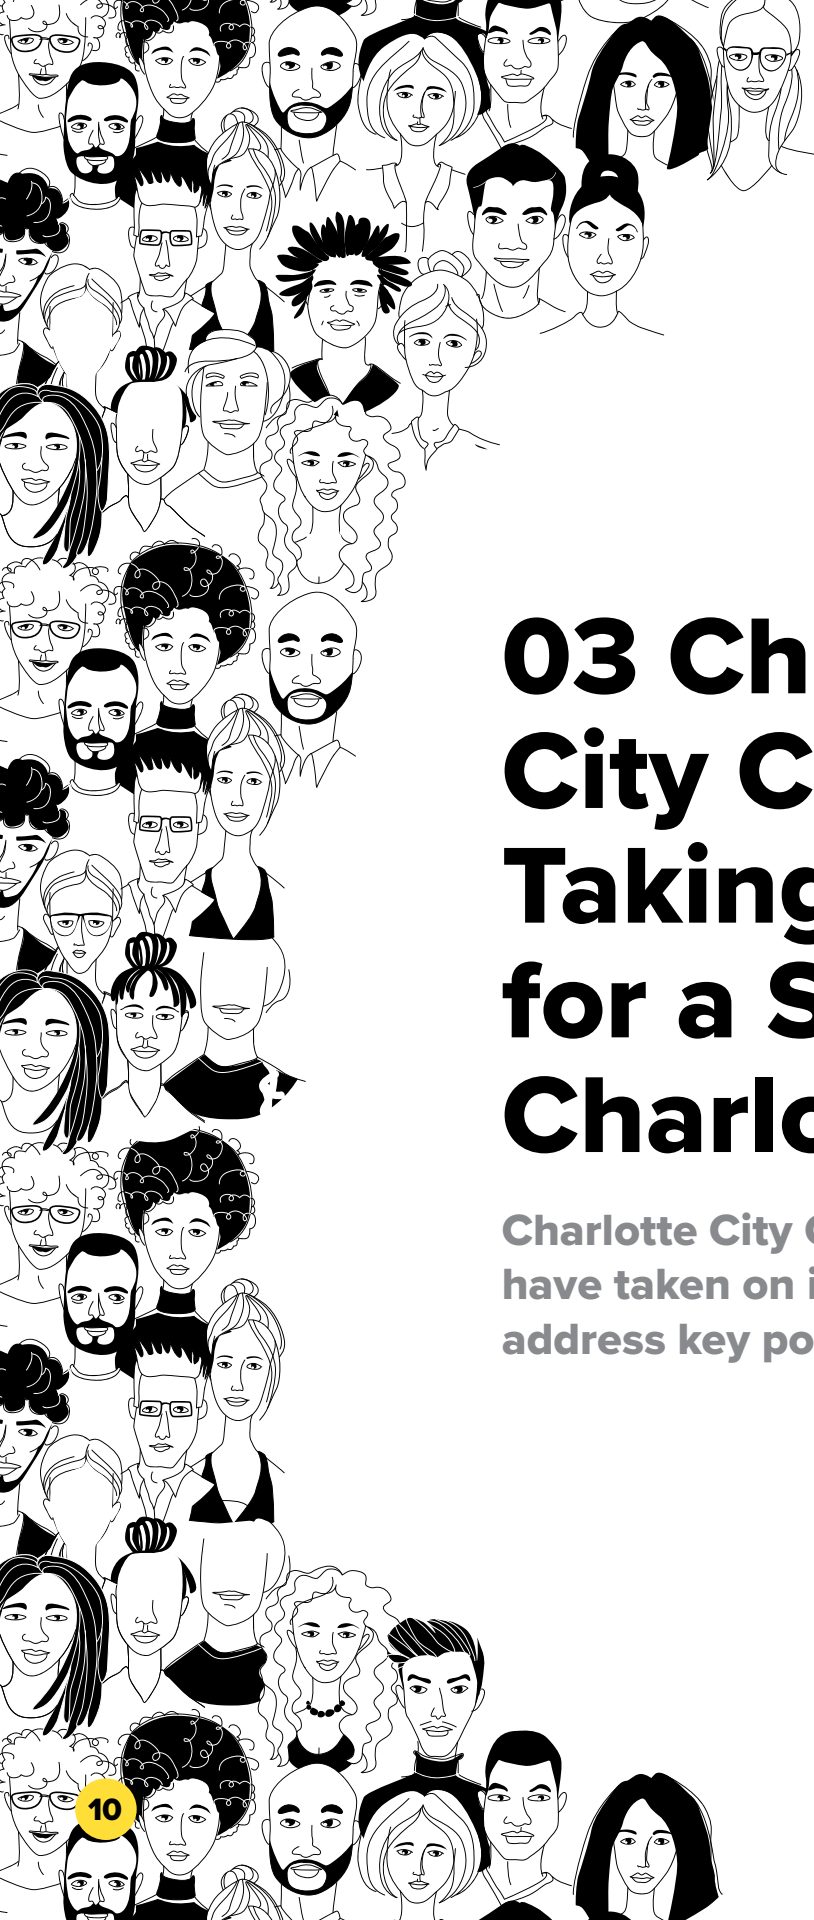 03 Ch
City C
Taking
for a S
Charlo
Charlotte City C
have taken on i
address key po
10